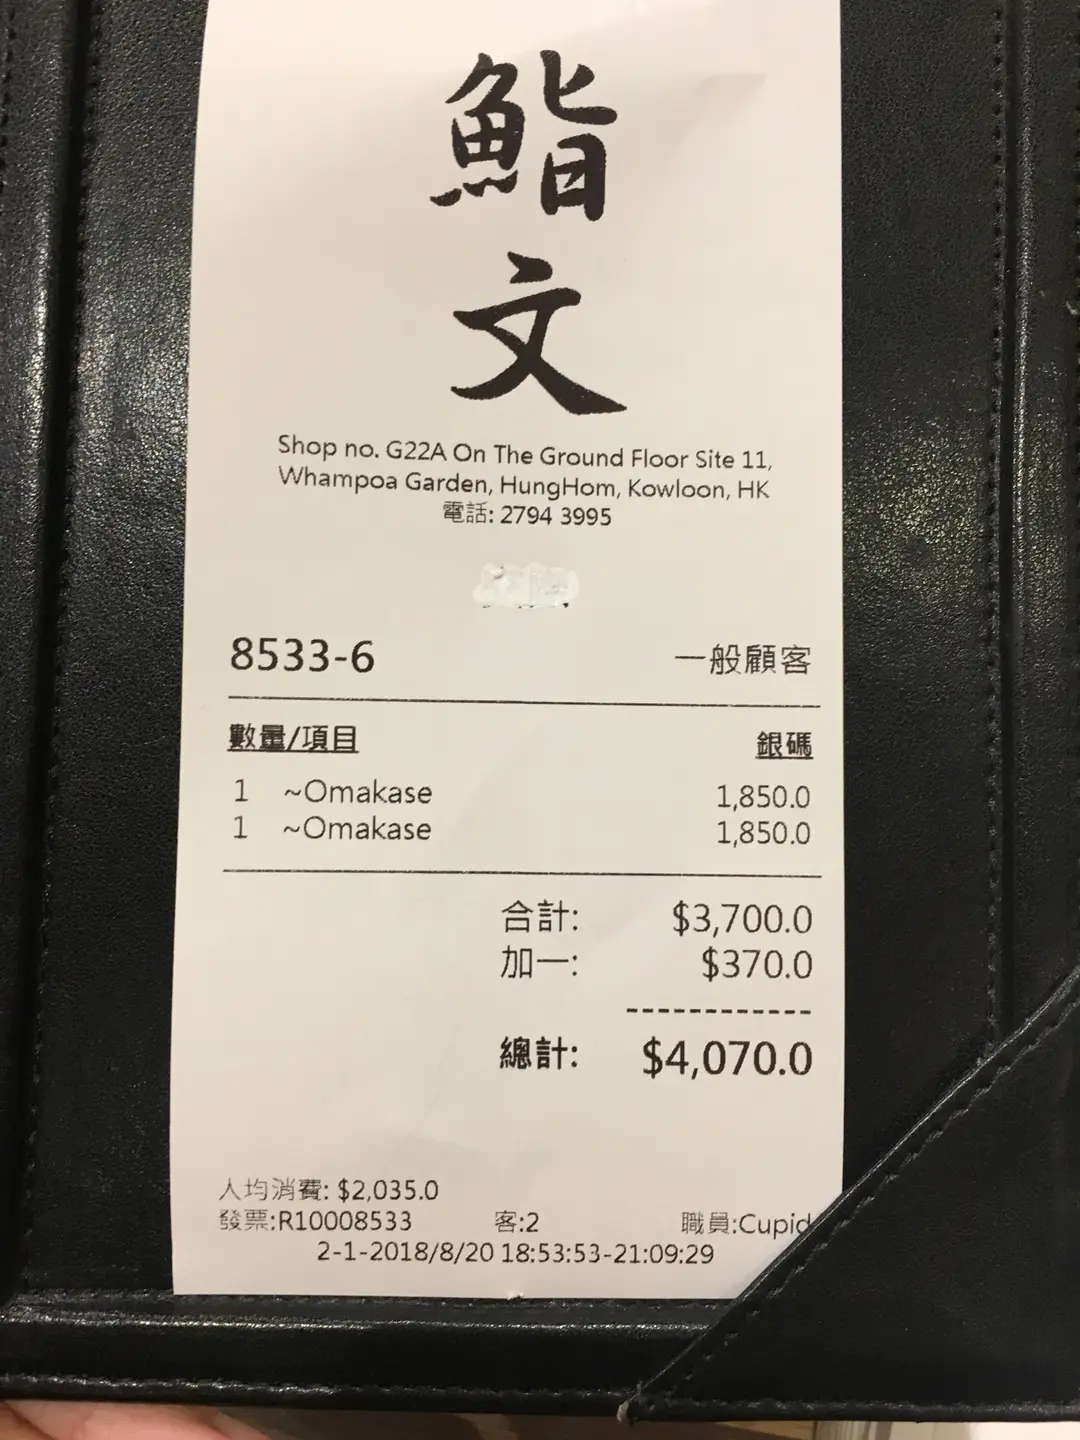 鮨
文
Shop no. G22A On The Ground Floor Site 11,
Whampoa Garden, HungHom, Kowloon, HK
電話: 2794 3995
8533-6 一般顧客
數量/項目 銀碼
1 ~Omakase 1,850.0
1 ~Omakase 1,850.0
合計: $3,700.0
加一: $370.0
------------
總計: $4,070.0
人均消費: $2,035.0
發票:R10008533 客:2 職員:Cupid
2-1-2018/8/20 18:53:53-21:09:29